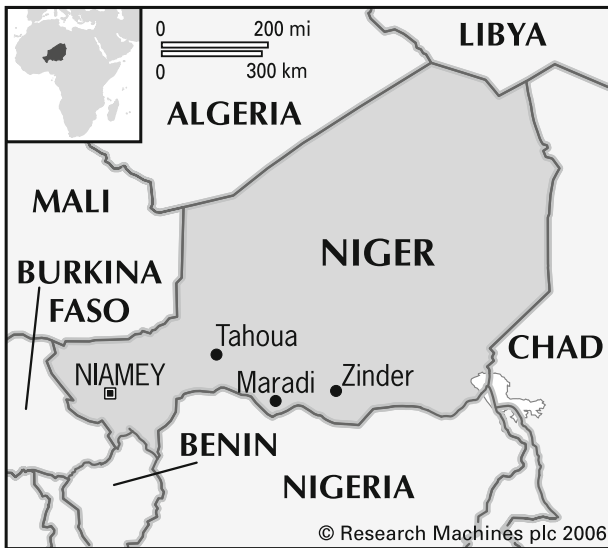 0 200 mi
0 300 km
LIBYA
ALGERIA
MALI
NIGER
BURKINA
FASO
Tahoua
CHAD
NIAMEY
Maradi
Zinder
BENIN
NIGERIA
© Research Machines plc 2006